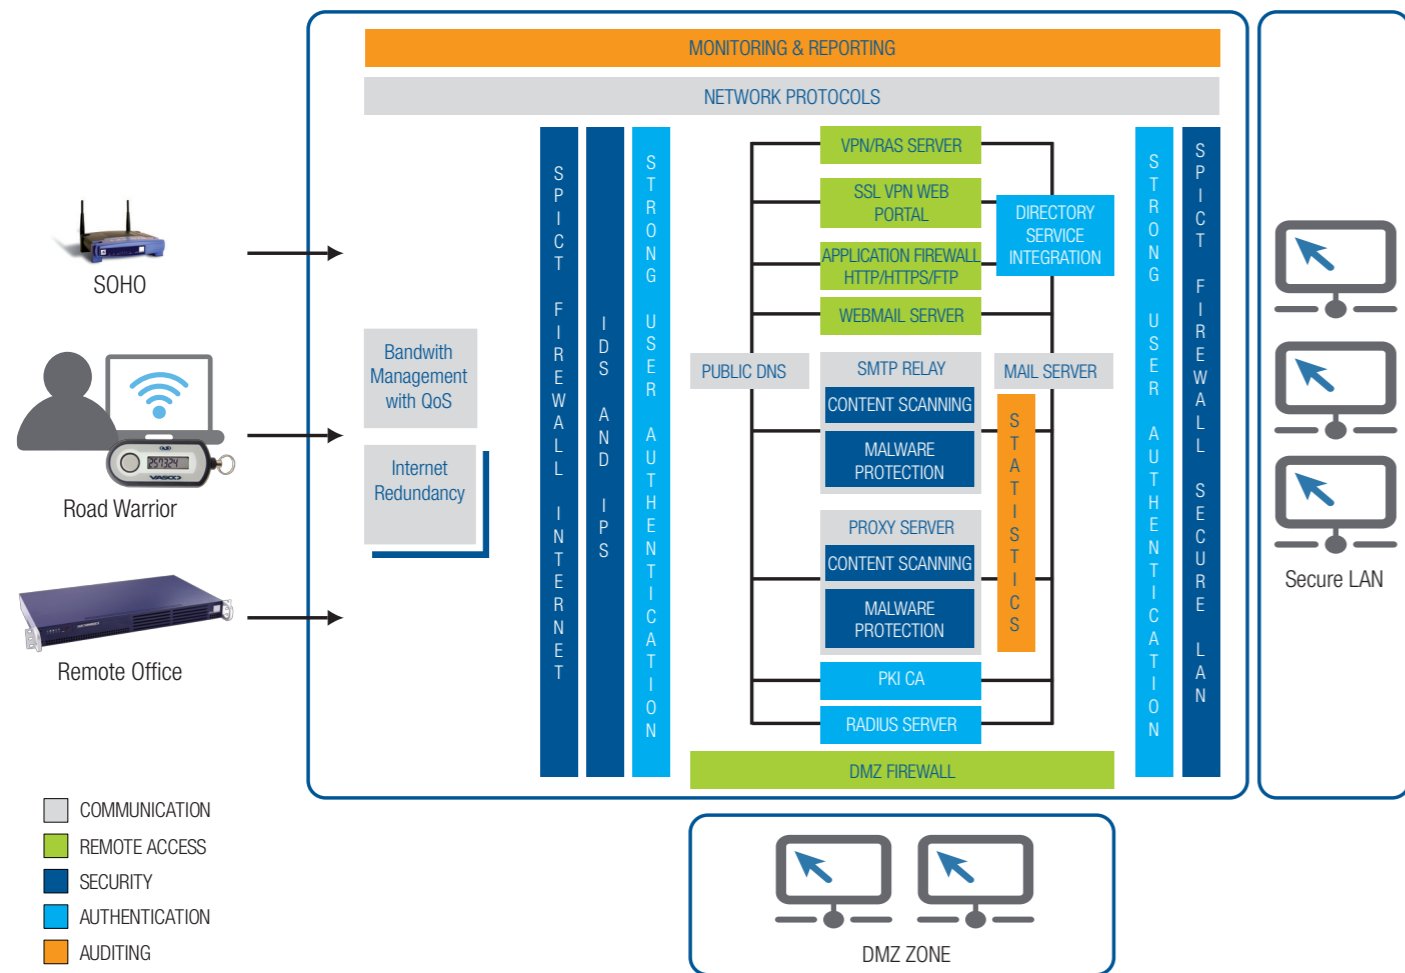 MONITORING & REPORTING
NETWORK PROTOCOLS
SOHO
Road Warrior
257324
VASCO
Remote Office
Bandwith
Management
with QoS
Internet
Redundancy
SPICT FIREWALL INTERNET
IDS AND IPS
STRONG USER AUTHENTICATION
VPN/RAS SERVER
SSL VPN WEB
PORTAL
APPLICATION FIREWALL
HTTP/HTTPS/FTP
WEBMAIL SERVER
DIRECTORY
SERVICE
INTEGRATION
PUBLIC DNS
SMTP RELAY
CONTENT SCANNING
MALWARE
PROTECTION
MAIL SERVER
STATISTICS
PROXY SERVER
CONTENT SCANNING
MALWARE
PROTECTION
PKI CA
RADIUS SERVER
DMZ FIREWALL
STRONG USER AUTHENTICATION
SPICT FIREWALL SECURE LAN
Secure LAN
DMZ ZONE
COMMUNICATION
REMOTE ACCESS
SECURITY
AUTHENTICATION
AUDITING